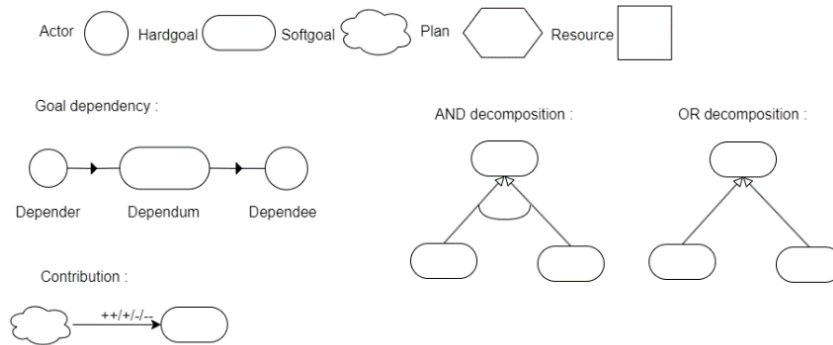 Actor Hardgoal Softgoal Plan Resource
Goal dependency :
AND decomposition :
OR decomposition :
Depender Dependum Dependee
Contribution :
++/+/-/--